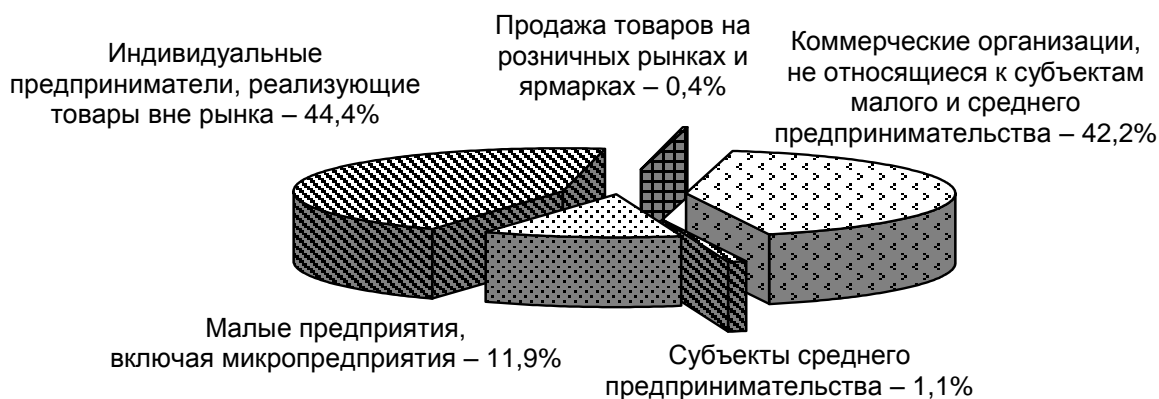 Индивидуальные
предприниматели, реализующие
товары вне рынка – 44,4%
Продажа товаров на
розничных рынках и
ярмарках – 0,4%
Коммерческие организации,
не относящиеся к субъектам
малого и среднего
предпринимательства – 42,2%
Малые предприятия,
включая микропредприятия – 11,9%
Субъекты среднего
предпринимательства – 1,1%